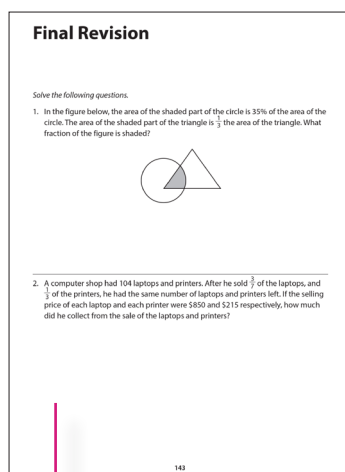 Final Revision
Solve the following questions.
1. In the figure below, the area of the shaded part of the circle is 35% of the area of the
circle. The area of the shaded part of the triangle is 1/3 the area of the triangle. What
fraction of the figure is shaded?
2. A computer shop had 104 laptops and printers. After he sold 3/7 of the laptops, and
1/3 of the printers, he had the same number of laptops and printers left. If the selling
price of each laptop and each printer were $850 and $215 respectively, how much
did he collect from the sale of the laptops and printers?
143